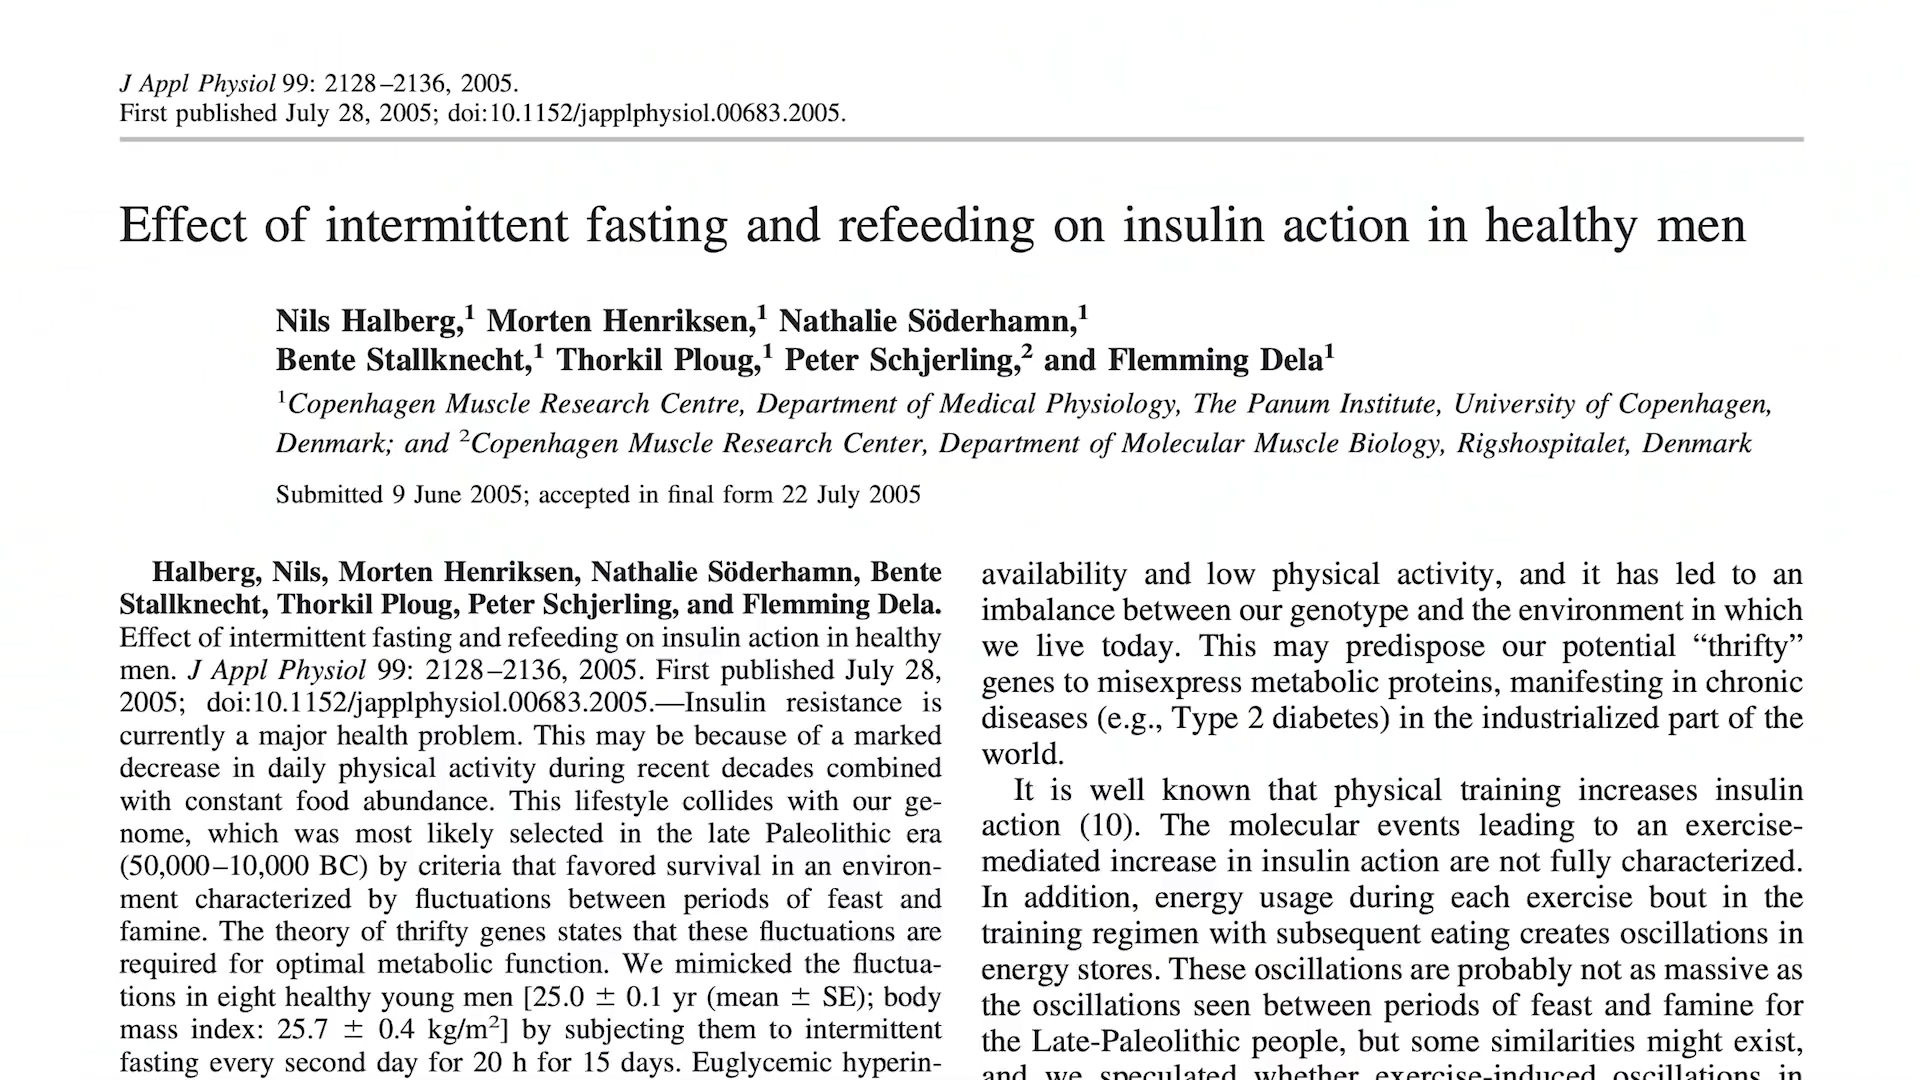 J Appl Physiol 99: 2128–2136, 2005.
First published July 28, 2005; doi:10.1152/japplphysiol.00683.2005.
Effect of intermittent fasting and refeeding on insulin action in healthy men
Nils Halberg,1 Morten Henriksen,1 Nathalie Söderhamn,1
Bente Stallknecht,1 Thorkil Ploug,1 Peter Schjerling,2 and Flemming Dela1
1Copenhagen Muscle Research Centre, Department of Medical Physiology, The Panum Institute, University of Copenhagen,
Denmark; and 2Copenhagen Muscle Research Center, Department of Molecular Muscle Biology, Rigshospitalet, Denmark
Submitted 9 June 2005; accepted in final form 22 July 2005
Halberg, Nils, Morten Henriksen, Nathalie Söderhamn, Bente
Stallknecht, Thorkil Ploug, Peter Schjerling, and Flemming Dela.
Effect of intermittent fasting and refeeding on insulin action in healthy
men. J Appl Physiol 99: 2128–2136, 2005. First published July 28,
2005; doi:10.1152/japplphysiol.00683.2005.—Insulin resistance is
currently a major health problem. This may be because of a marked
decrease in daily physical activity during recent decades combined
with constant food abundance. This lifestyle collides with our ge-
nome, which was most likely selected in the late Paleolithic era
(50,000–10,000 BC) by criteria that favored survival in an environ-
ment characterized by fluctuations between periods of feast and
famine. The theory of thrifty genes states that these fluctuations are
required for optimal metabolic function. We mimicked the fluctua-
tions in eight healthy young men [25.0 ± 0.1 yr (mean ± SE); body
mass index: 25.7 ± 0.4 kg/m2] by subjecting them to intermittent
fasting every second day for 20 h for 15 days. Euglycemic hyperin-
availability and low physical activity, and it has led to an
imbalance between our genotype and the environment in which
we live today. This may predispose our potential “thrifty”
genes to misexpress metabolic proteins, manifesting in chronic
diseases (e.g., Type 2 diabetes) in the industrialized part of the
world.
It is well known that physical training increases insulin
action (10). The molecular events leading to an exercise-
mediated increase in insulin action are not fully characterized.
In addition, energy usage during each exercise bout in the
training regimen with subsequent eating creates oscillations in
energy stores. These oscillations are probably not as massive as
the oscillations seen between periods of feast and famine for
the Late-Paleolithic people, but some similarities might exist,
and we speculated whether exercise-induced oscillations in